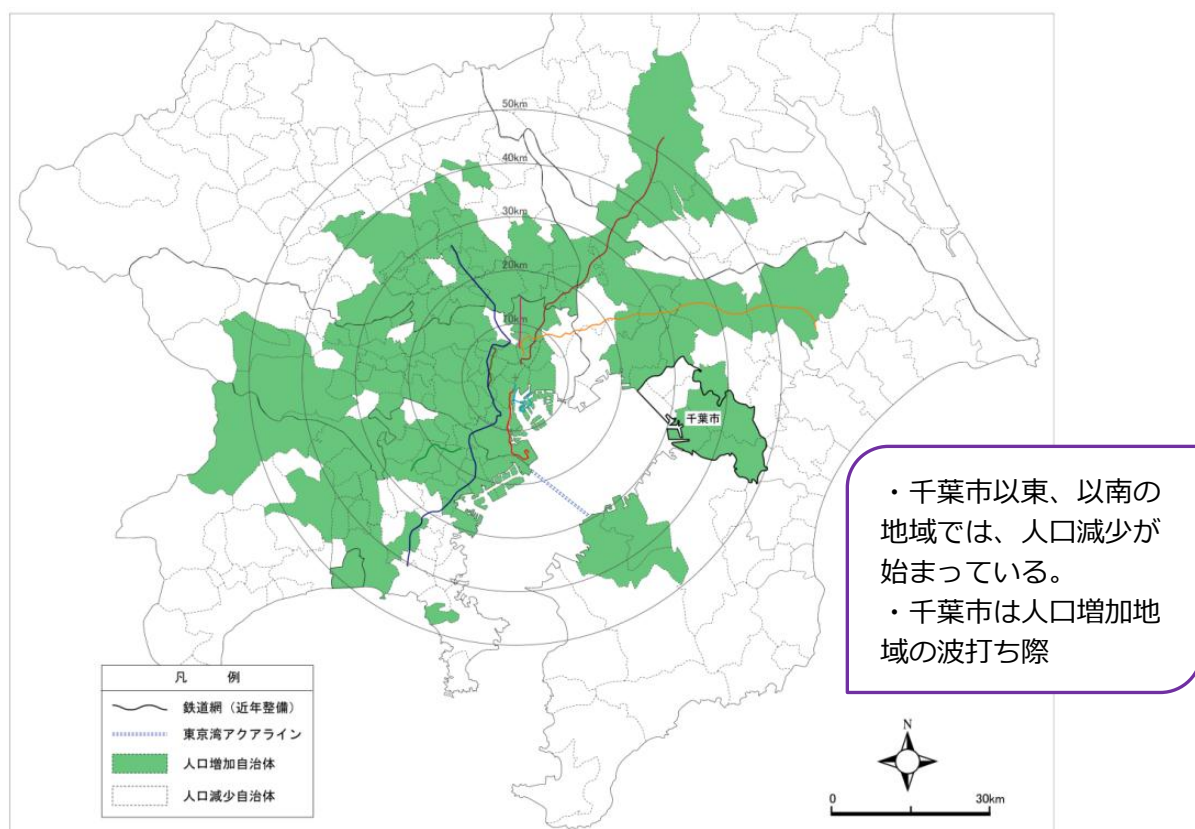 50km
40km
30km
20km
10km
千葉市
・千葉市以東、以南の
地域では、人口減少が
始まっている。
・千葉市は人口増加地
域の波打ち際
凡 例
鉄道網（近年整備）
東京湾アクアライン
人口増加自治体
人口減少自治体
N
0 30km